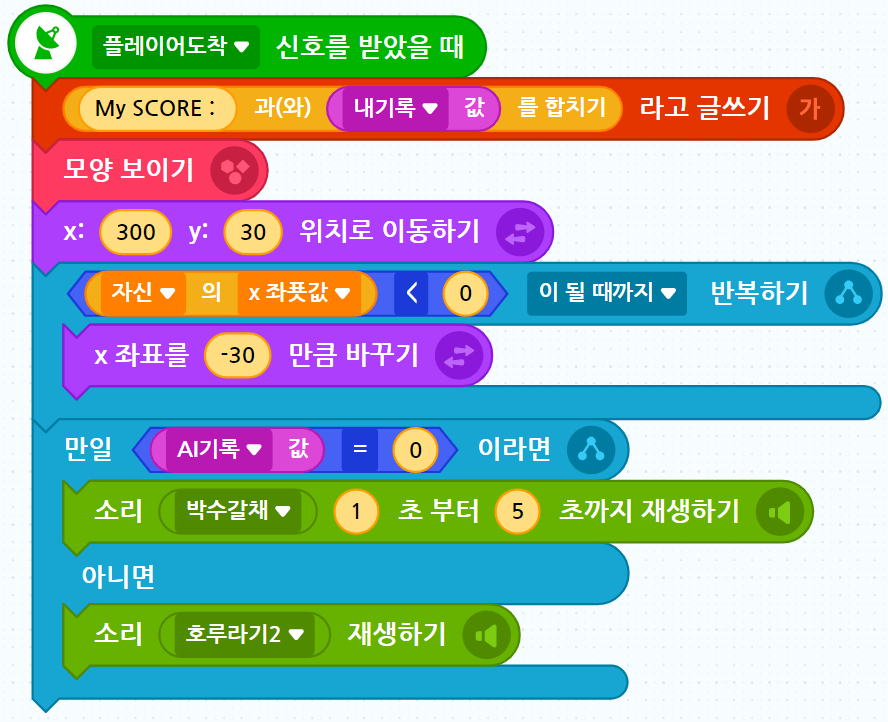 플레이어도착 신호를 받았을 때
My SCORE : 과(와) 내기록 값 를 합치기 라고 글쓰기 가
모양 보이기
x: 300 y: 30 위치로 이동하기
자신 의 x 좌푯값 < 0 이 될 때까지 반복하기
x 좌표를 -30 만큼 바꾸기
만일 AI기록 값 = 0 이라면
소리 박수갈채 1 초 부터 5 초까지 재생하기
아니면
소리 호루라기2 재생하기